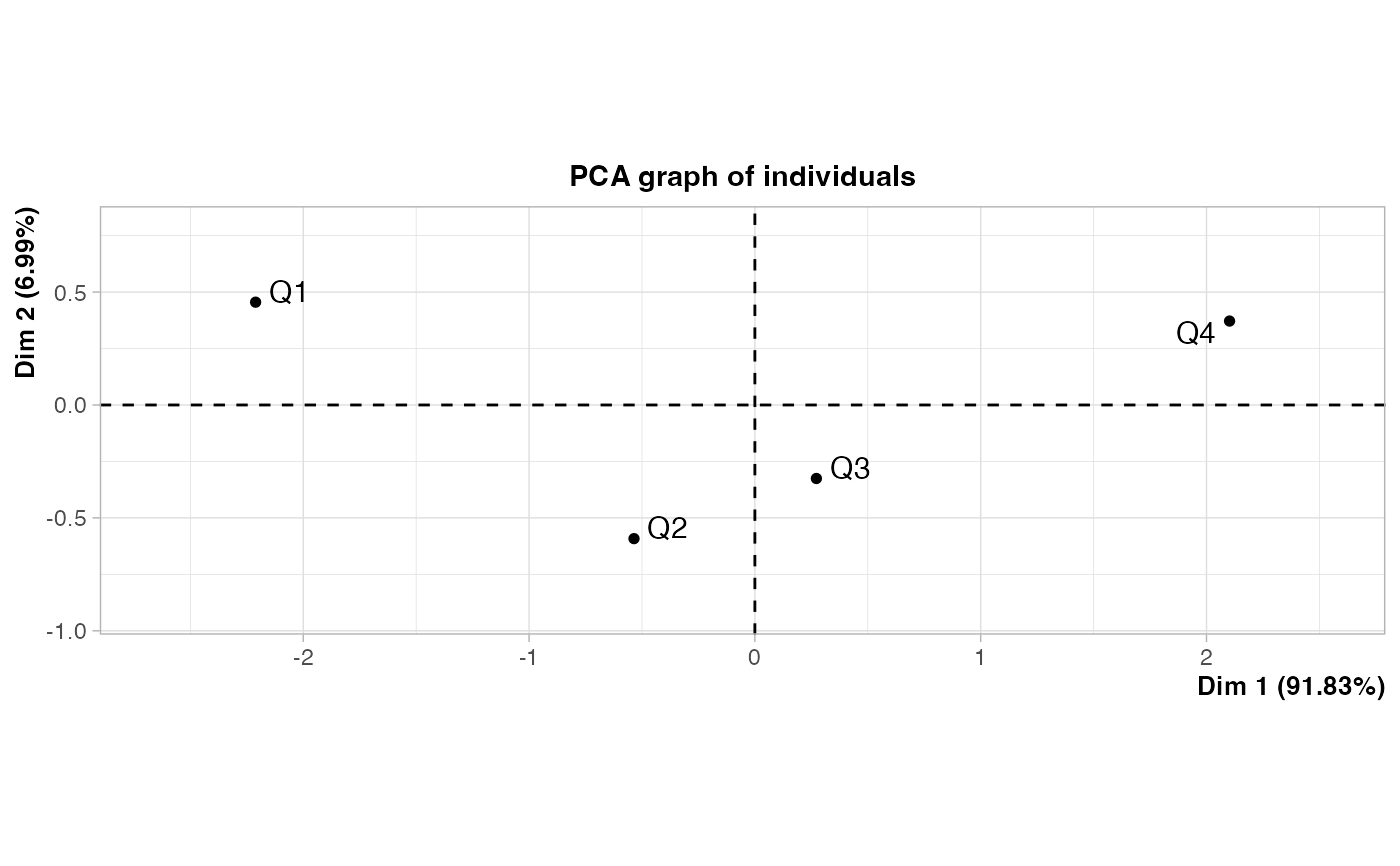 PCA graph of individuals
Dim 2 (6.99%)
0.5
0.0
-0.5
-1.0
Q1
Q4
Q3
Q2
-2
-1
0
1
2
Dim 1 (91.83%)